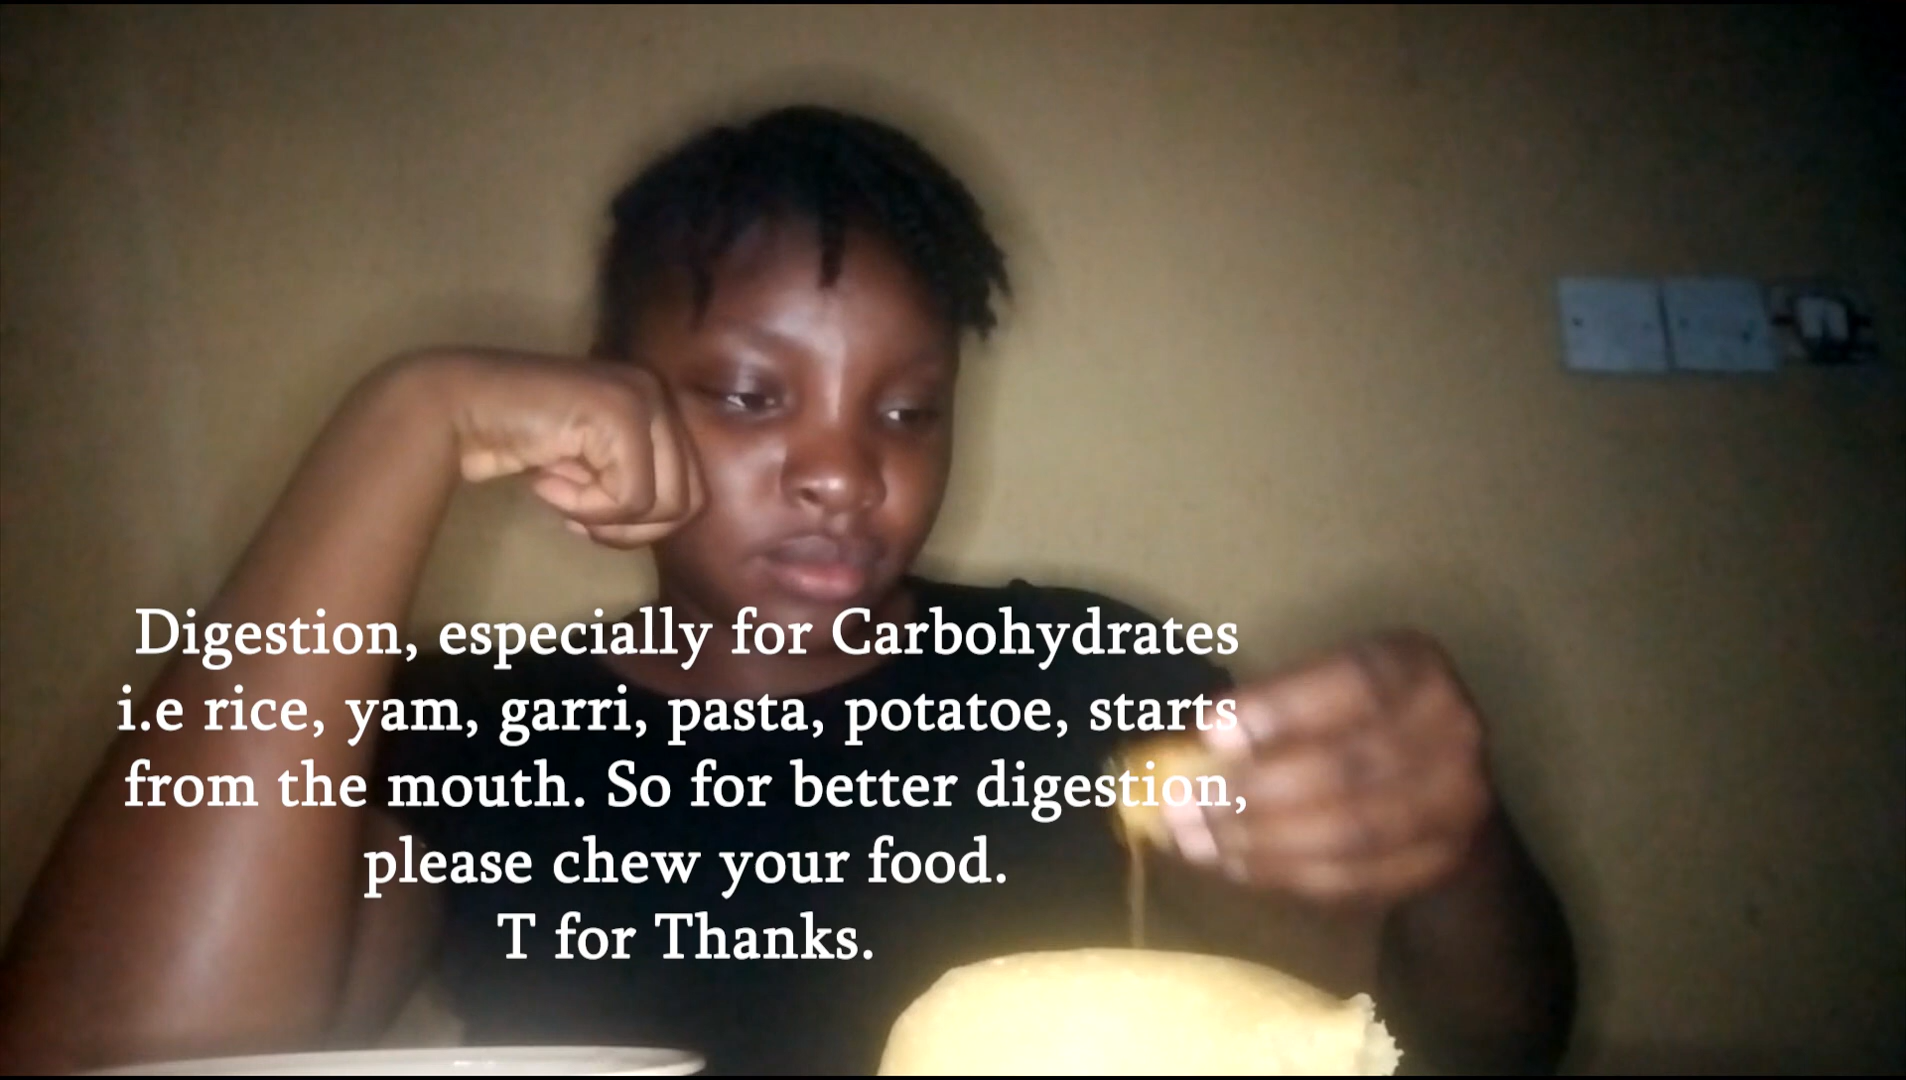 Digestion, especially for Carbohydrates
i.e rice, yam, garri, pasta, potatoe, starts
from the mouth. So for better digestion,
please chew your food.
T for Thanks.